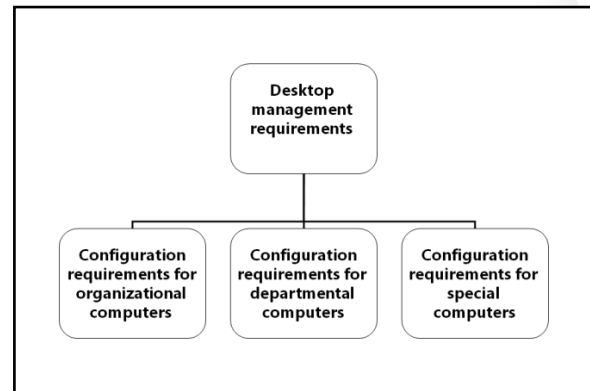 Desktop
management
requirements
Configuration
requirements for
organizational
computers
Configuration
requirements for
departmental
computers
Configuration
requirements for
special
computers